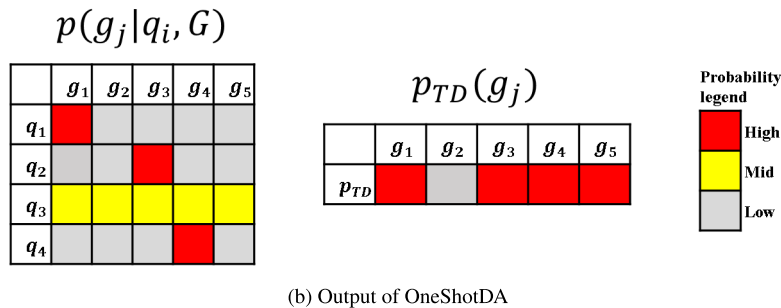 p(g_j|q_i, G)
g_1 g_2 g_3 g_4 g_5
q_1
q_2
q_3
q_4
p_TD(g_j)
g_1 g_2 g_3 g_4 g_5
p_TD
Probability
legend
High
Mid
Low
(b) Output of OneShotDA